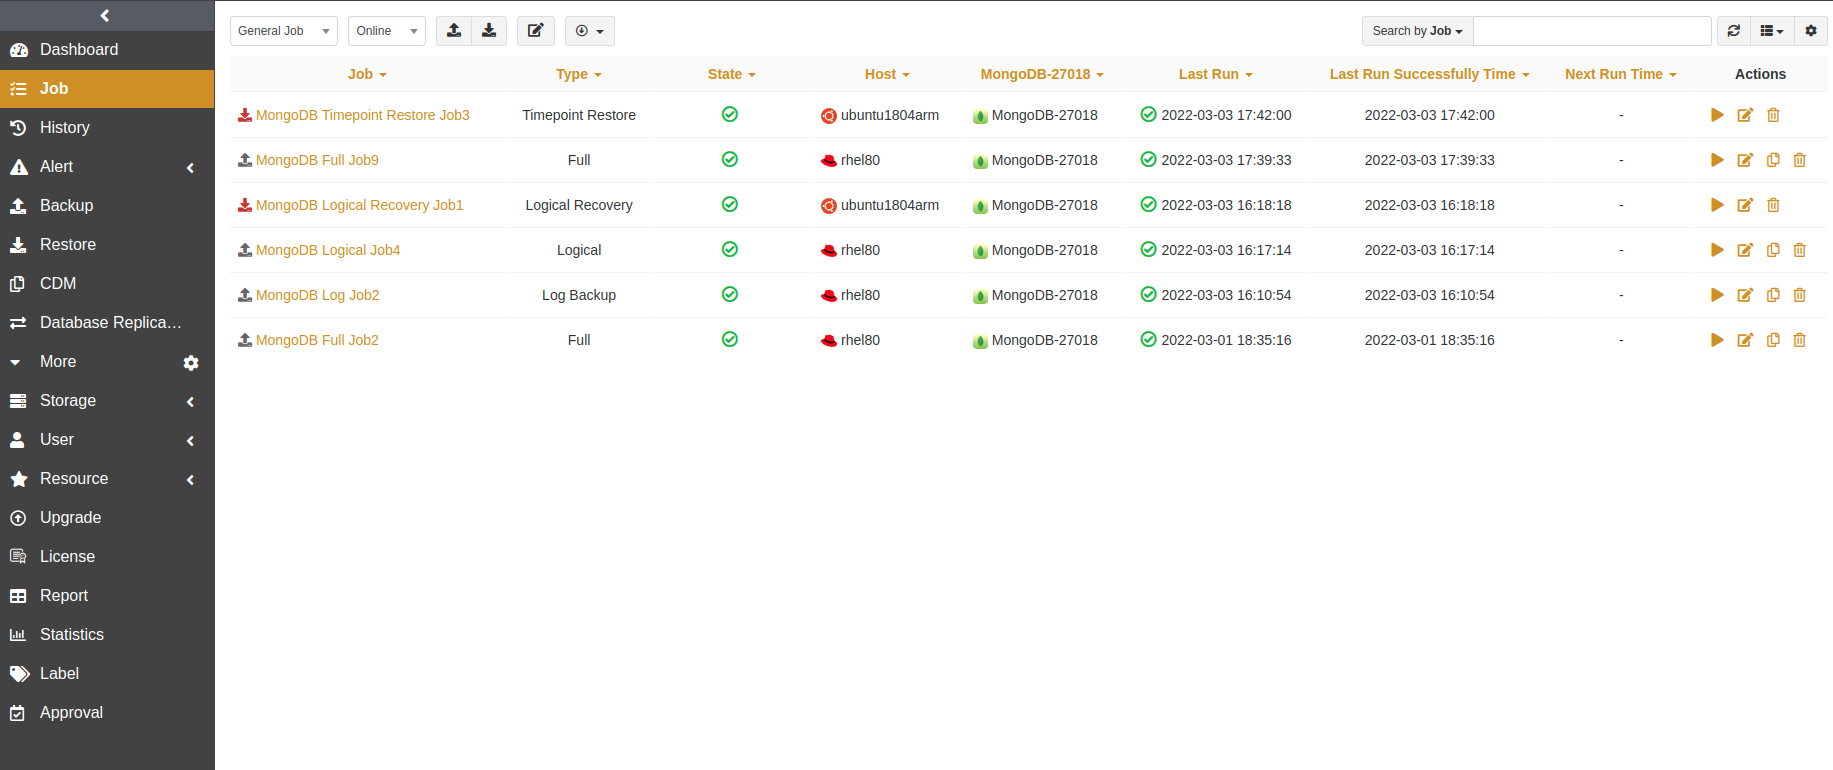 General Job
Online
Search by Job
Dashboard
Job
History
Alert
Backup
Restore
CDM
Database Replica…
More
Storage
User
Resource
Upgrade
License
Report
Statistics
Label
Approval
Job Type State Host MongoDB-27018 Last Run Last Run Successfully Time Next Run Time Actions
MongoDB Timepoint Restore Job3 Timepoint Restore ubuntu1804arm MongoDB-27018 2022-03-03 17:42:00 2022-03-03 17:42:00 -
MongoDB Full Job9 Full rhel80 MongoDB-27018 2022-03-03 17:39:33 2022-03-03 17:39:33 -
MongoDB Logical Recovery Job1 Logical Recovery ubuntu1804arm MongoDB-27018 2022-03-03 16:18:18 2022-03-03 16:18:18 -
MongoDB Logical Job4 Logical rhel80 MongoDB-27018 2022-03-03 16:17:14 2022-03-03 16:17:14 -
MongoDB Log Job2 Log Backup rhel80 MongoDB-27018 2022-03-03 16:10:54 2022-03-03 16:10:54 -
MongoDB Full Job2 Full rhel80 MongoDB-27018 2022-03-01 18:35:16 2022-03-01 18:35:16 -